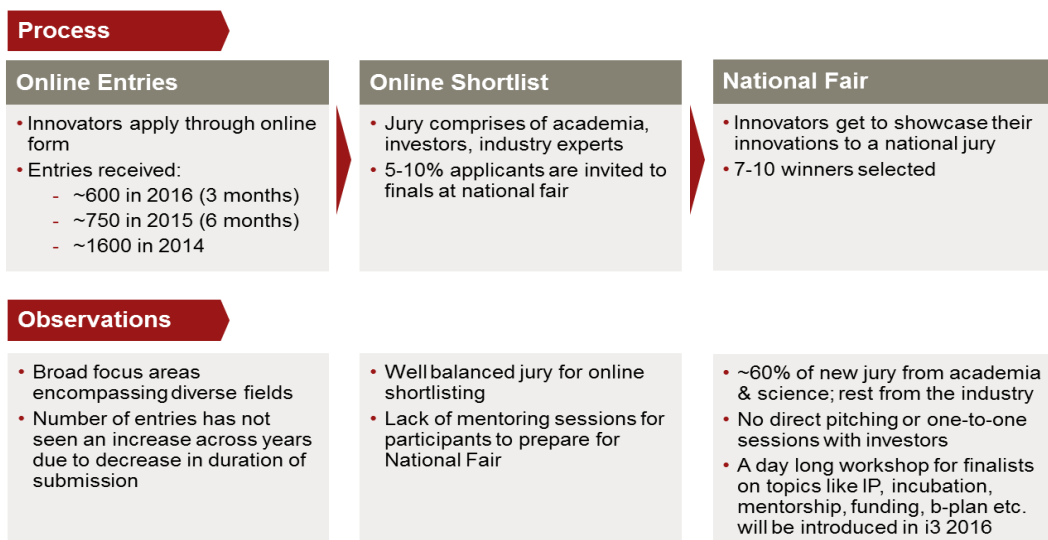 Process
Online Entries
• Innovators apply through online
form
• Entries received:
- ~600 in 2016 (3 months)
- ~750 in 2015 (6 months)
- ~1600 in 2014
Online Shortlist
• Jury comprises of academia,
investors, industry experts
• 5-10% applicants are invited to
finals at national fair
National Fair
• Innovators get to showcase their
innovations to a national jury
• 7-10 winners selected
Observations
• Broad focus areas
encompassing diverse fields
• Number of entries has not
seen an increase across years
due to decrease in duration of
submission
• Well balanced jury for online
shortlisting
• Lack of mentoring sessions for
participants to prepare for
National Fair
• ~60% of new jury from academia
& science; rest from the industry
• No direct pitching or one-to-one
sessions with investors
• A day long workshop for finalists
on topics like IP, incubation,
mentorship, funding, b-plan etc.
will be introduced in i3 2016